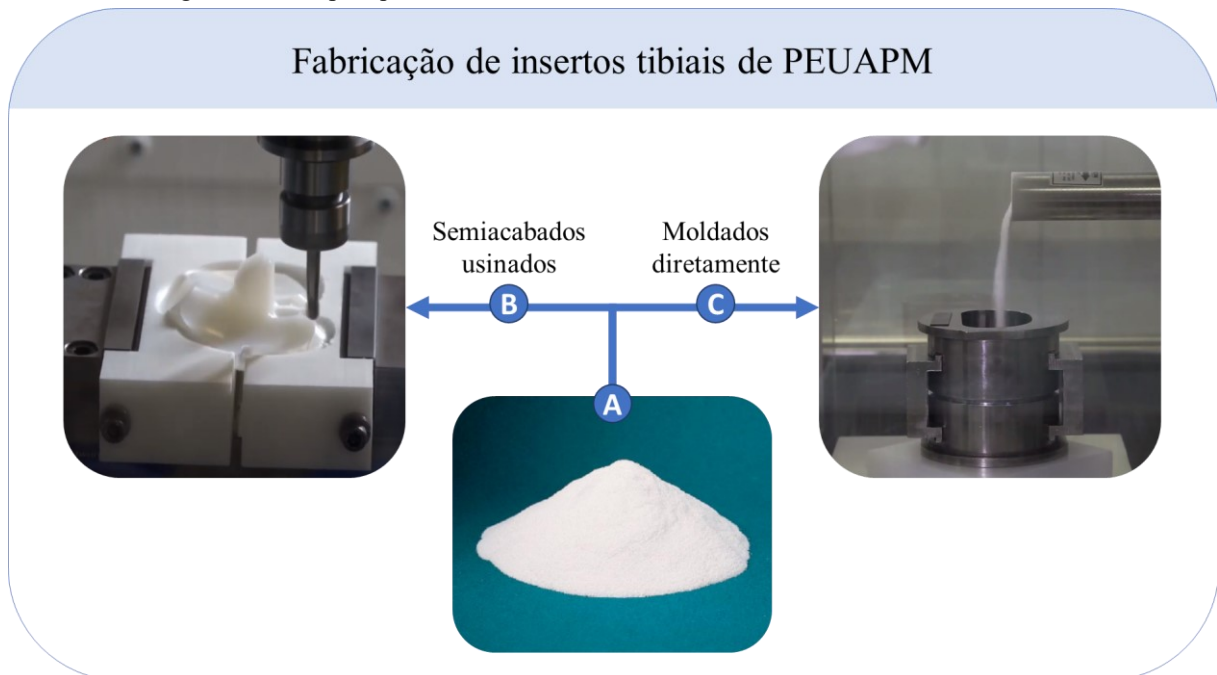 Fabricação de insertos tibiais de PEUAPM
Semiacabados
usinados
Moldados
diretamente
B
C
A